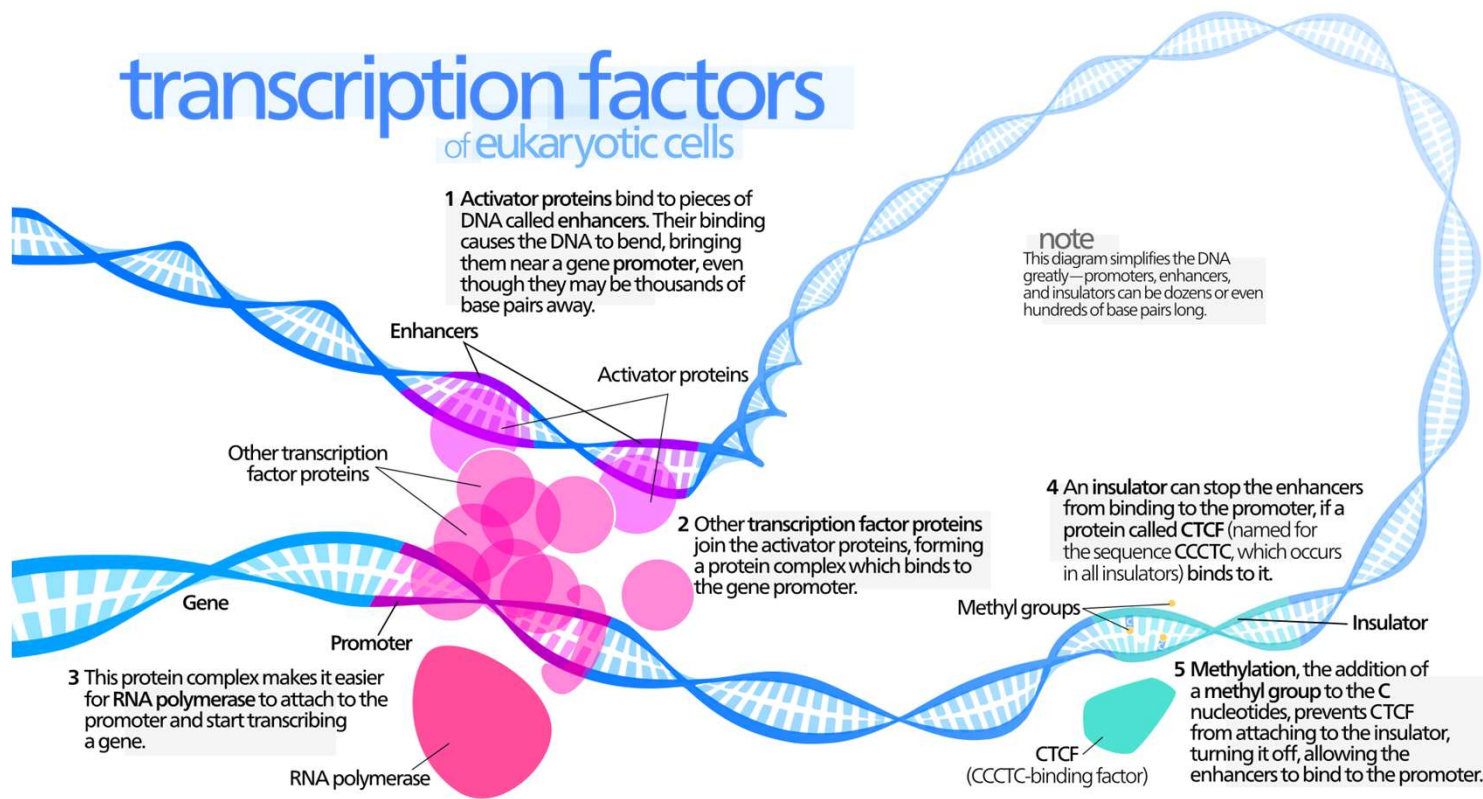 transcription factors
of eukaryotic cells
1 Activator proteins bind to pieces of
DNA called enhancers. Their binding
causes the DNA to bend, bringing
them near a gene promoter, even
though they may be thousands of
base pairs away.
note
This diagram simplifies the DNA
greatly—promoters, enhancers,
and insulators can be dozens or even
hundreds of base pairs long.
Enhancers
Activator proteins
Other transcription
factor proteins
2 Other transcription factor proteins
join the activator proteins, forming
a protein complex which binds to
the gene promoter.
4 An insulator can stop the enhancers
from binding to the promoter, if a
protein called CTCF (named for
the sequence CCCTC, which occurs
in all insulators) binds to it.
Gene
Promoter
Methyl groups
C
C
Insulator
3 This protein complex makes it easier
for RNA polymerase to attach to the
promoter and start transcribing
a gene.
RNA polymerase
CTCF
(CCCTC-binding factor)
5 Methylation, the addition of
a methyl group to the C
nucleotides, prevents CTCF
from attaching to the insulator,
turning it off, allowing the
enhancers to bind to the promoter.